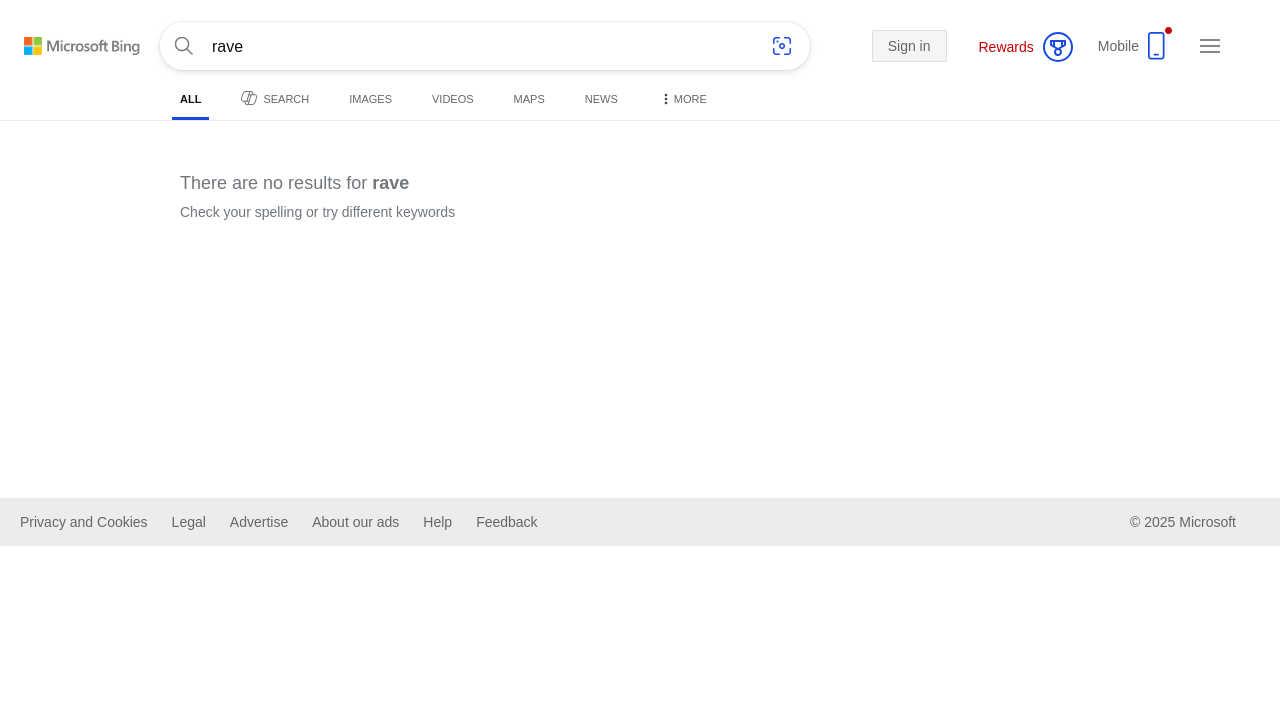 Microsoft Bing
rave
Sign in
Rewards
Mobile
ALL
SEARCH
IMAGES
VIDEOS
MAPS
NEWS
MORE
There are no results for rave
Check your spelling or try different keywords
Privacy and Cookies
Legal
Advertise
About our ads
Help
Feedback
© 2025 Microsoft